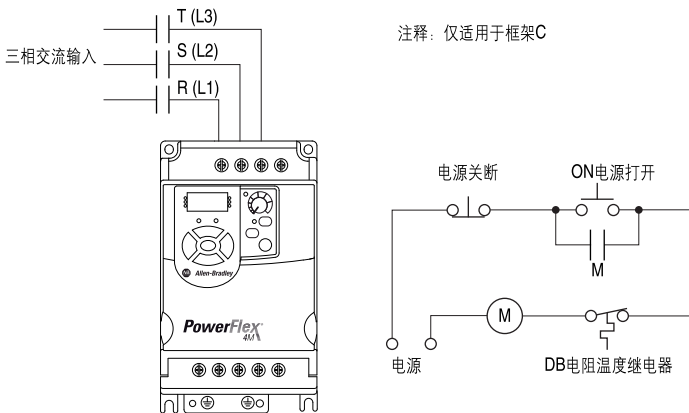 T (L3)
三相交流输入
S (L2)
R (L1)
注释：仅适用于框架C
电源关断
ON电源打开
M
Allen-Bradley
PowerFlex
4M
M
电源
DB电阻温度继电器